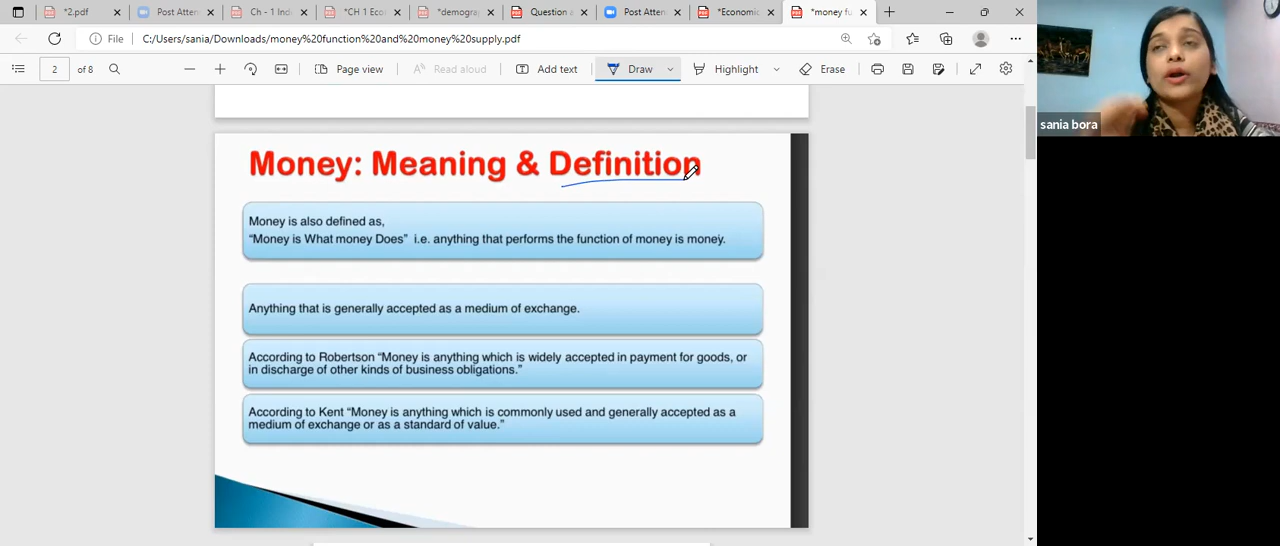 *2.pdf
Post Atten
Ch - 1 Indi
*CH 1 Eco
*demogra
Question a
Post Atten
*Economic
*money fu
File
C:/Users/sania/Downloads/money%20function%20and%20money%20supply.pdf
2 of 8
Page view
Read aloud
Add text
Draw
Highlight
Erase
sania bora
Money: Meaning & Definition
Money is also defined as,
“Money is What money Does” i.e. anything that performs the function of money is money.
Anything that is generally accepted as a medium of exchange.
According to Robertson “Money is anything which is widely accepted in payment for goods, or
in discharge of other kinds of business obligations.”
According to Kent “Money is anything which is commonly used and generally accepted as a
medium of exchange or as a standard of value.”